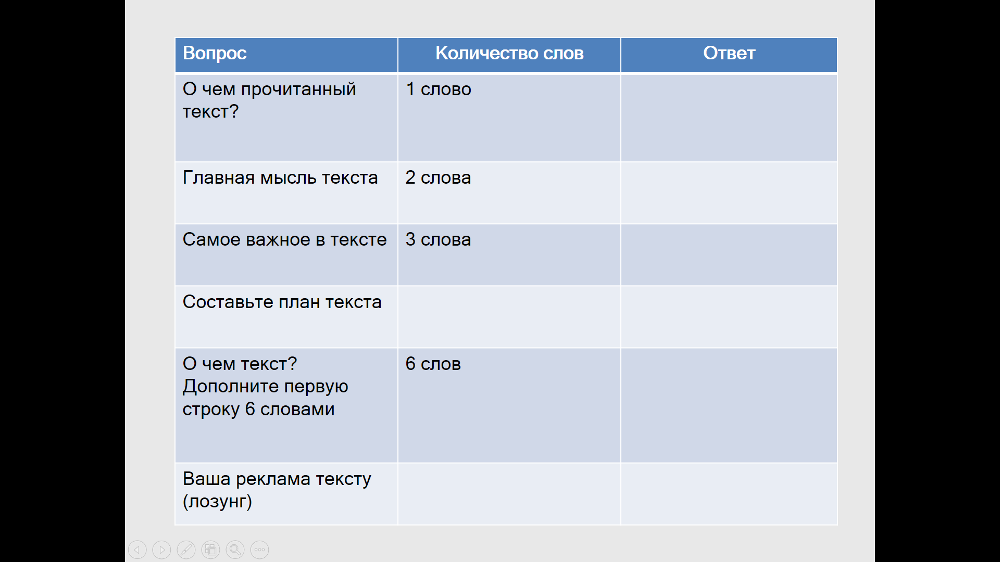 Вопрос
Количество слов
Ответ
О чем прочитанный
текст?
1 слово
Главная мысль текста
2 слова
Самое важное в тексте
3 слова
Составьте план текста
О чем текст?
Дополните первую
строку 6 словами
6 слов
Ваша реклама тексту
(лозунг)